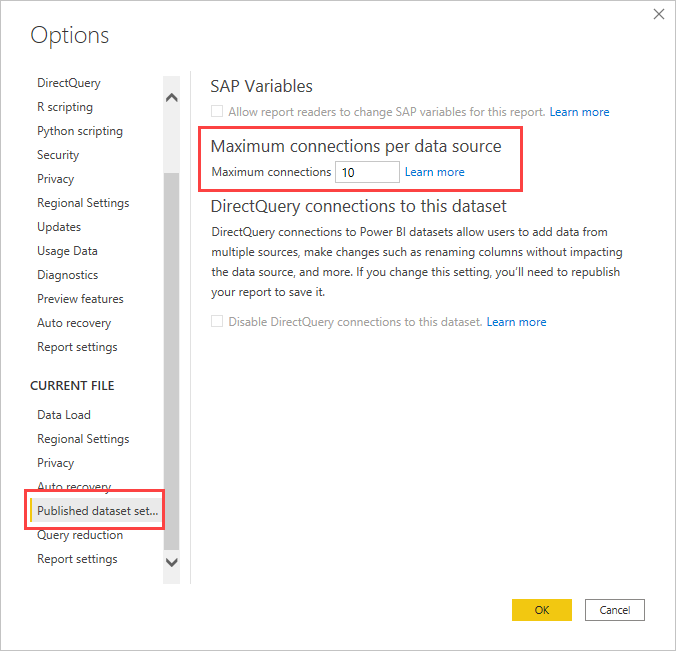 Options
DirectQuery
R scripting
Python scripting
Security
Privacy
Regional Settings
Updates
Usage Data
Diagnostics
Preview features
Auto recovery
Report settings
CURRENT FILE
Data Load
Regional Settings
Privacy
Auto recovery
Published dataset set...
Query reduction
Report settings
SAP Variables
Allow report readers to change SAP variables for this report. Learn more
Maximum connections per data source
Maximum connections 10 Learn more
DirectQuery connections to this dataset
DirectQuery connections to Power BI datasets allow users to add data from
multiple sources, make changes such as renaming columns without impacting
the data source, and more. If you change this setting, you'll need to republish
your report to save it.
Disable DirectQuery connections to this dataset. Learn more
OK
Cancel